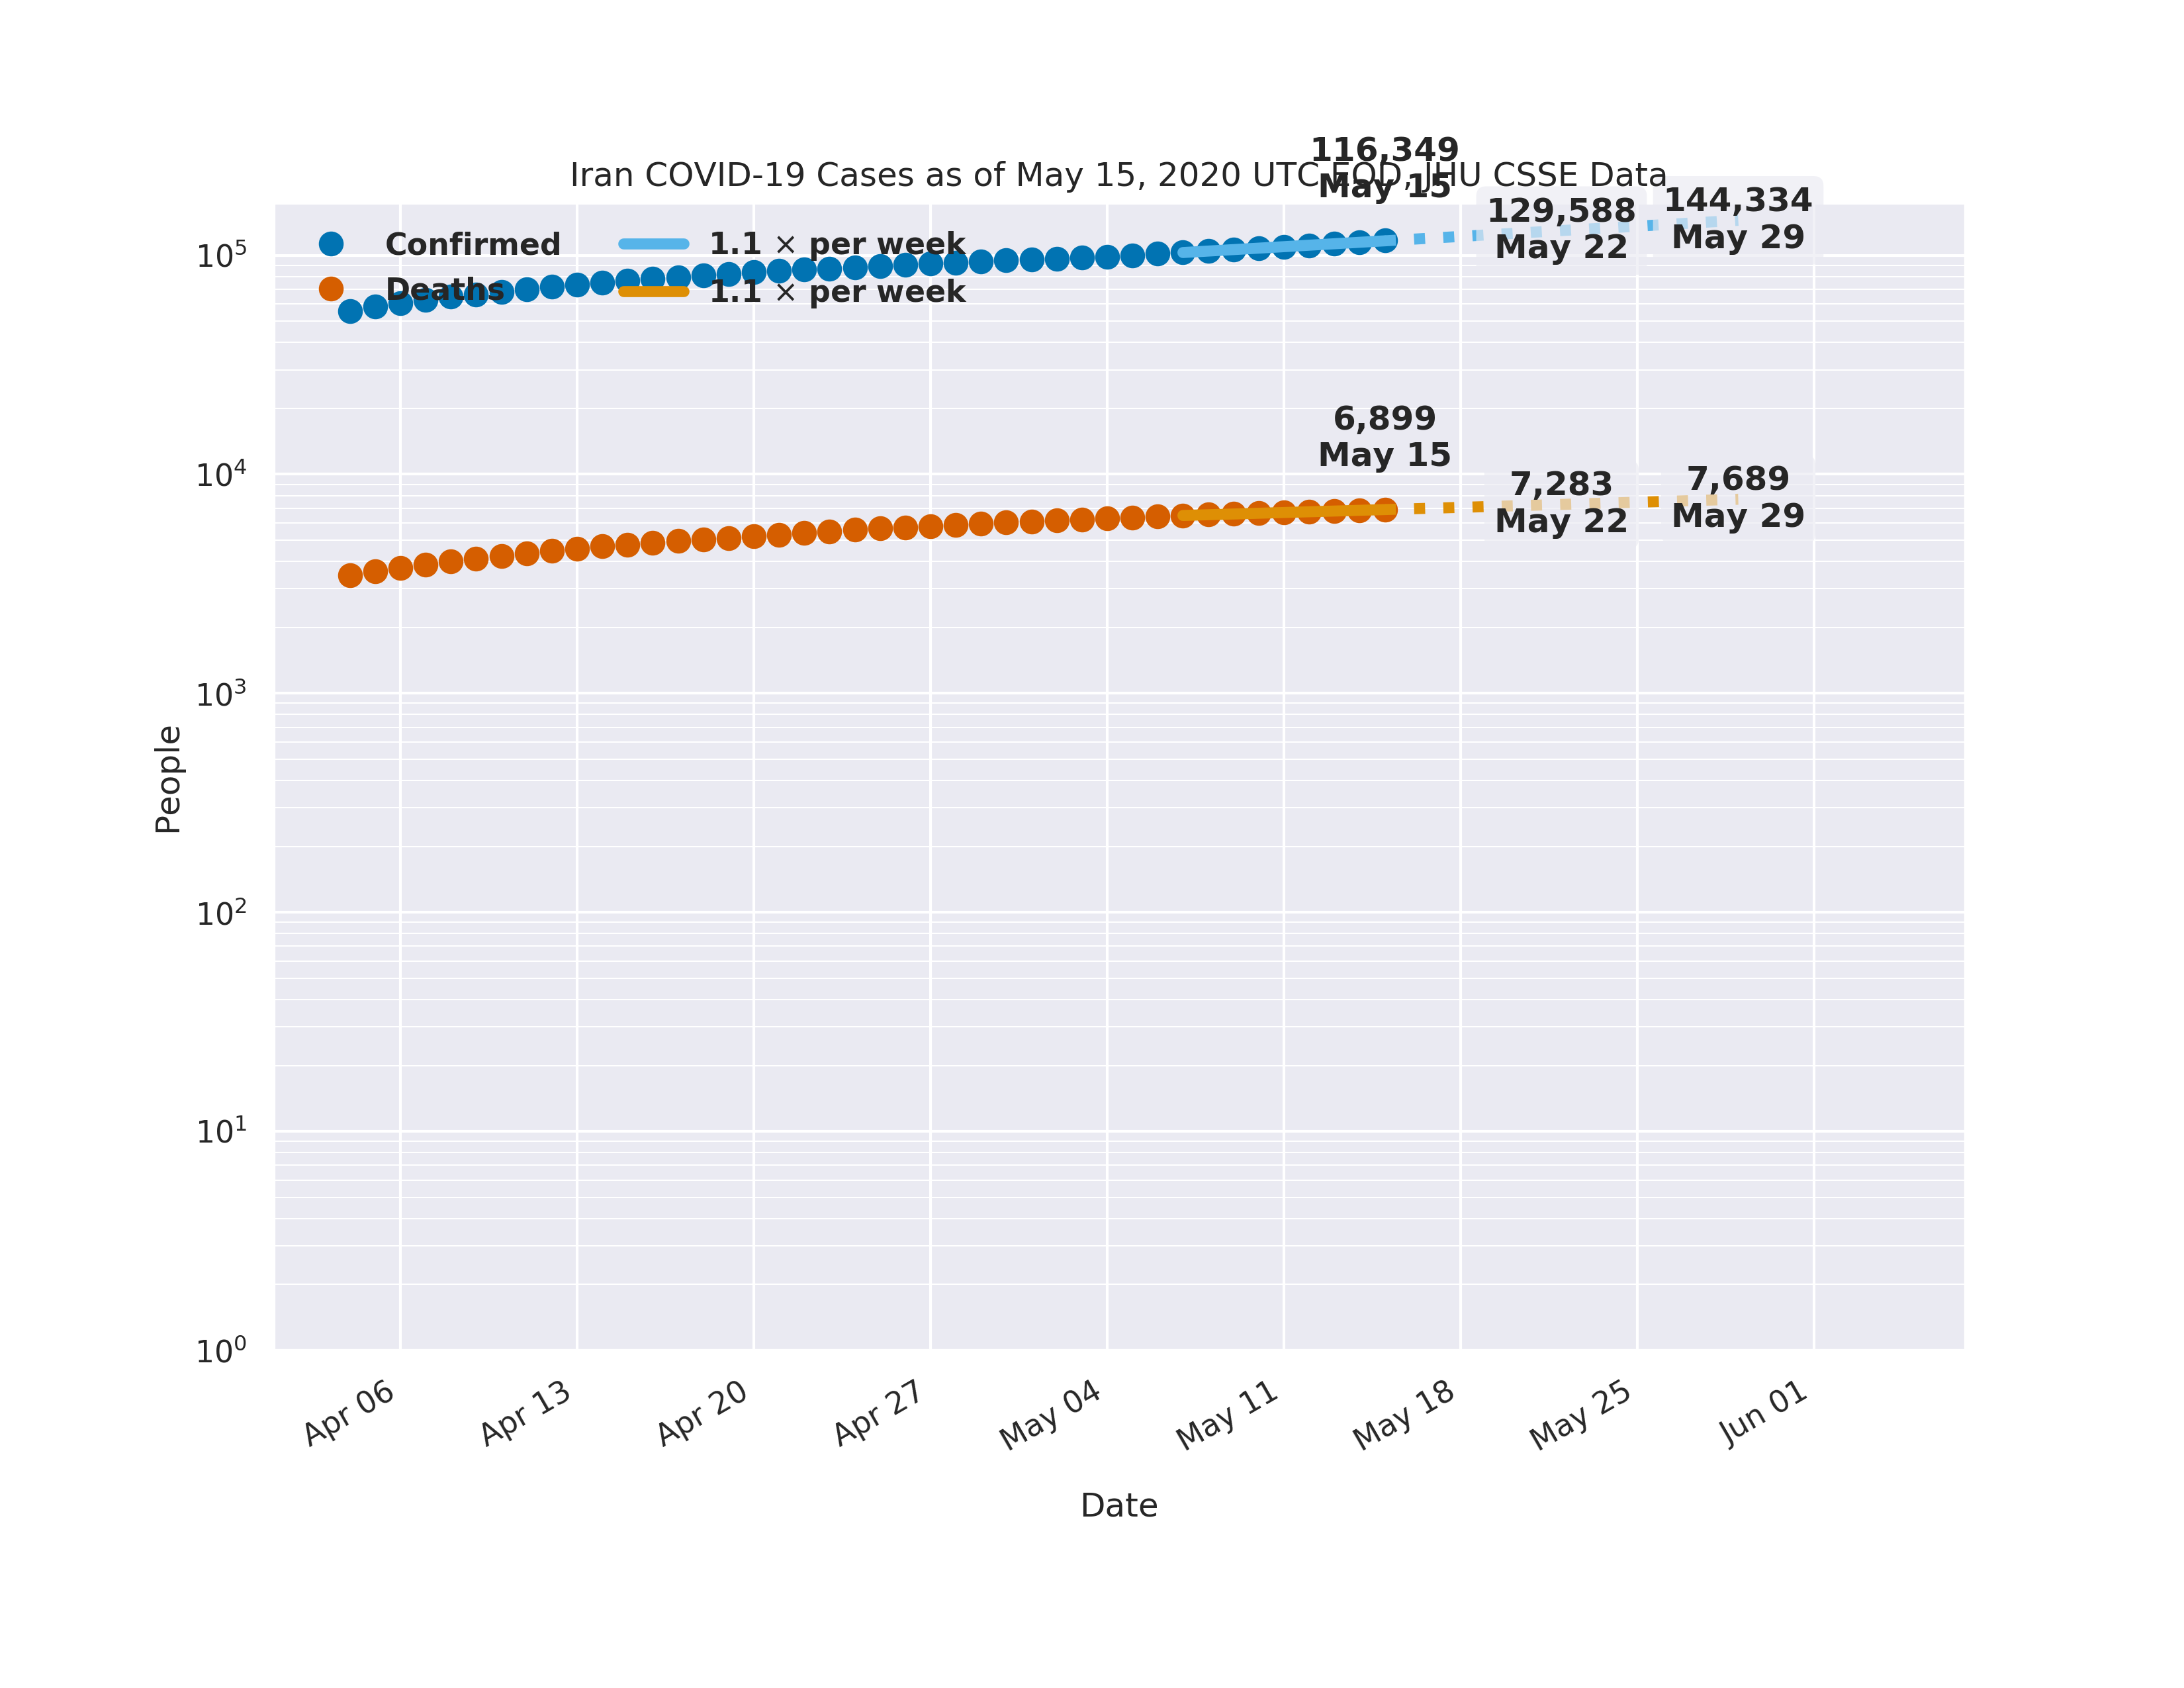 116,349
May 15
Iran COVID-19 Cases as of May 15, 2020 UTC EOD, JHU CSSE Data
129,588
May 22
144,334
May 29
Confirmed
Deaths
1.1 × per week
1.1 × per week
6,899
May 15
7,283
May 22
7,689
May 29
People
10⁵
10⁴
10³
10²
10¹
10⁰
Apr 06
Apr 13
Apr 20
Apr 27
May 04
May 11
May 18
May 25
Jun 01
Date